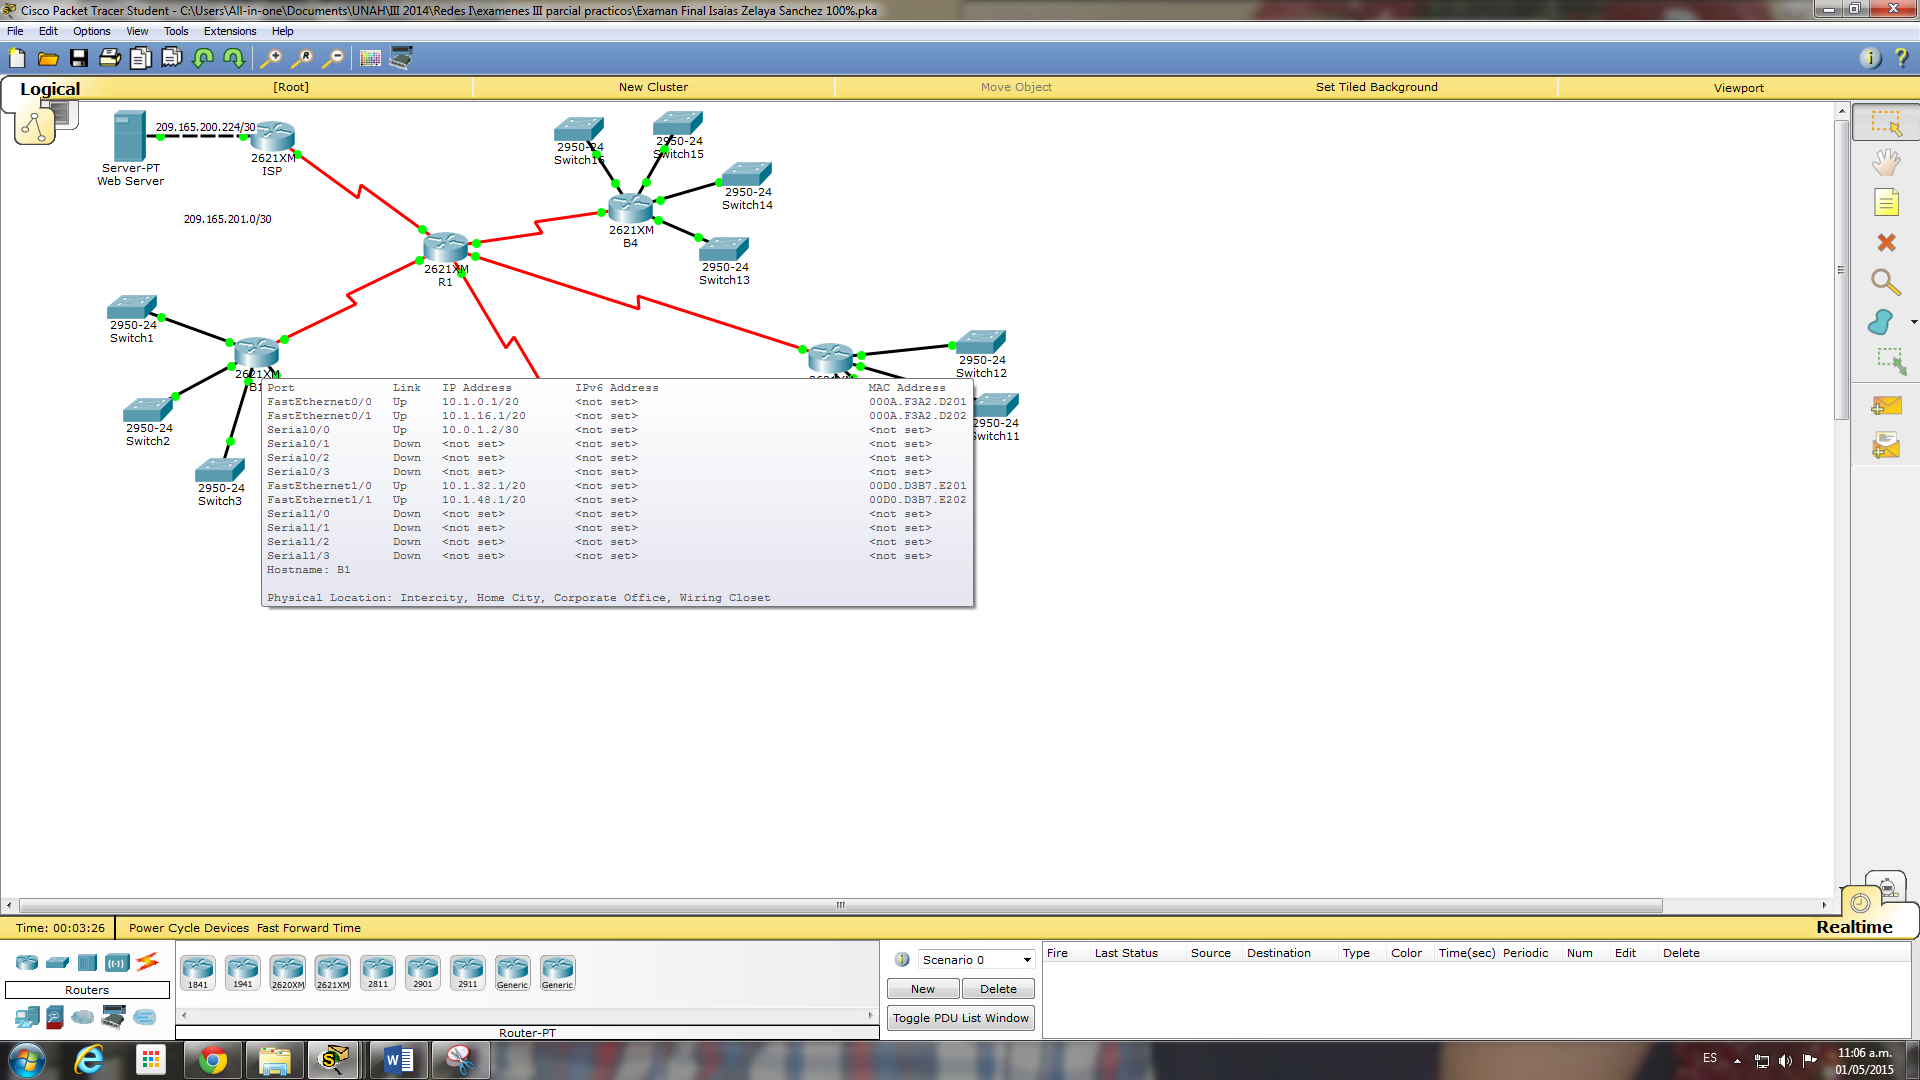 Cisco Packet Tracer Student - C:\Users\All-in-one\Documents\UNAH\III 2014\Redes I\examenes III parcial practicos\Examan Final Isaias Zelaya Sanchez 100%.pka
File Edit Options View Tools Extensions Help
Logical [Root] New Cluster Move Object Set Tiled Background Viewport
209.165.200.224/30
Server-PT
Web Server
2621XM
ISP
209.165.201.0/30
2950-24
Switch16
2950-24
Switch15
2950-24
Switch14
2621XM
B4
2950-24
Switch13
2621XM
R1
2950-24
Switch1
2621XM
B1
2950-24
Switch2
2950-24
Switch3
2950-24
Switch12
2950-24
Switch11
Port Link IP Address IPv6 Address MAC Address
FastEthernet0/0 Up 10.1.0.1/20 <not set> 000A.F3A2.D201
FastEthernet0/1 Up 10.1.16.1/20 <not set> 000A.F3A2.D202
Serial0/0 Up 10.0.1.2/30 <not set> <not set>
Serial0/1 Down <not set> <not set> <not set>
Serial0/2 Down <not set> <not set> <not set>
Serial0/3 Down <not set> <not set> <not set>
FastEthernet1/0 Up 10.1.32.1/20 <not set> 00D0.D3B7.E201
FastEthernet1/1 Up 10.1.48.1/20 <not set> 00D0.D3B7.E202
Serial1/0 Down <not set> <not set> <not set>
Serial1/1 Down <not set> <not set> <not set>
Serial1/2 Down <not set> <not set> <not set>
Serial1/3 Down <not set> <not set> <not set>
Hostname: B1
Physical Location: Intercity, Home City, Corporate Office, Wiring Closet
Time: 00:03:26 Power Cycle Devices Fast Forward Time
Realtime
Routers
1841 1941 2620XM 2621XM 2811 2901 2911 Generic Generic
Router-PT
Scenario 0
New Delete
Toggle PDU List Window
Fire Last Status Source Destination Type Color Time(sec) Periodic Num Edit Delete
ES
11:06 a.m.
01/05/2015